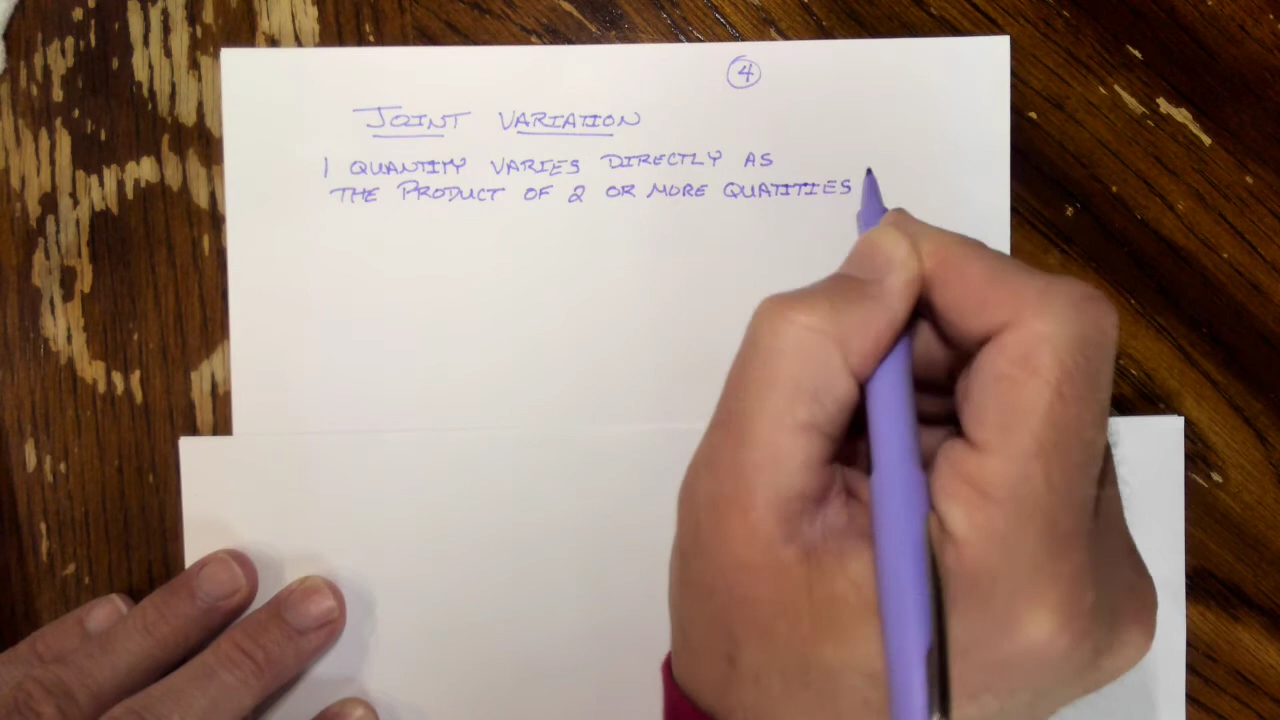 4
JOINT VARIATION
1 QUANTITY VARIES DIRECTLY AS
THE PRODUCT OF 2 OR MORE QUATITIES